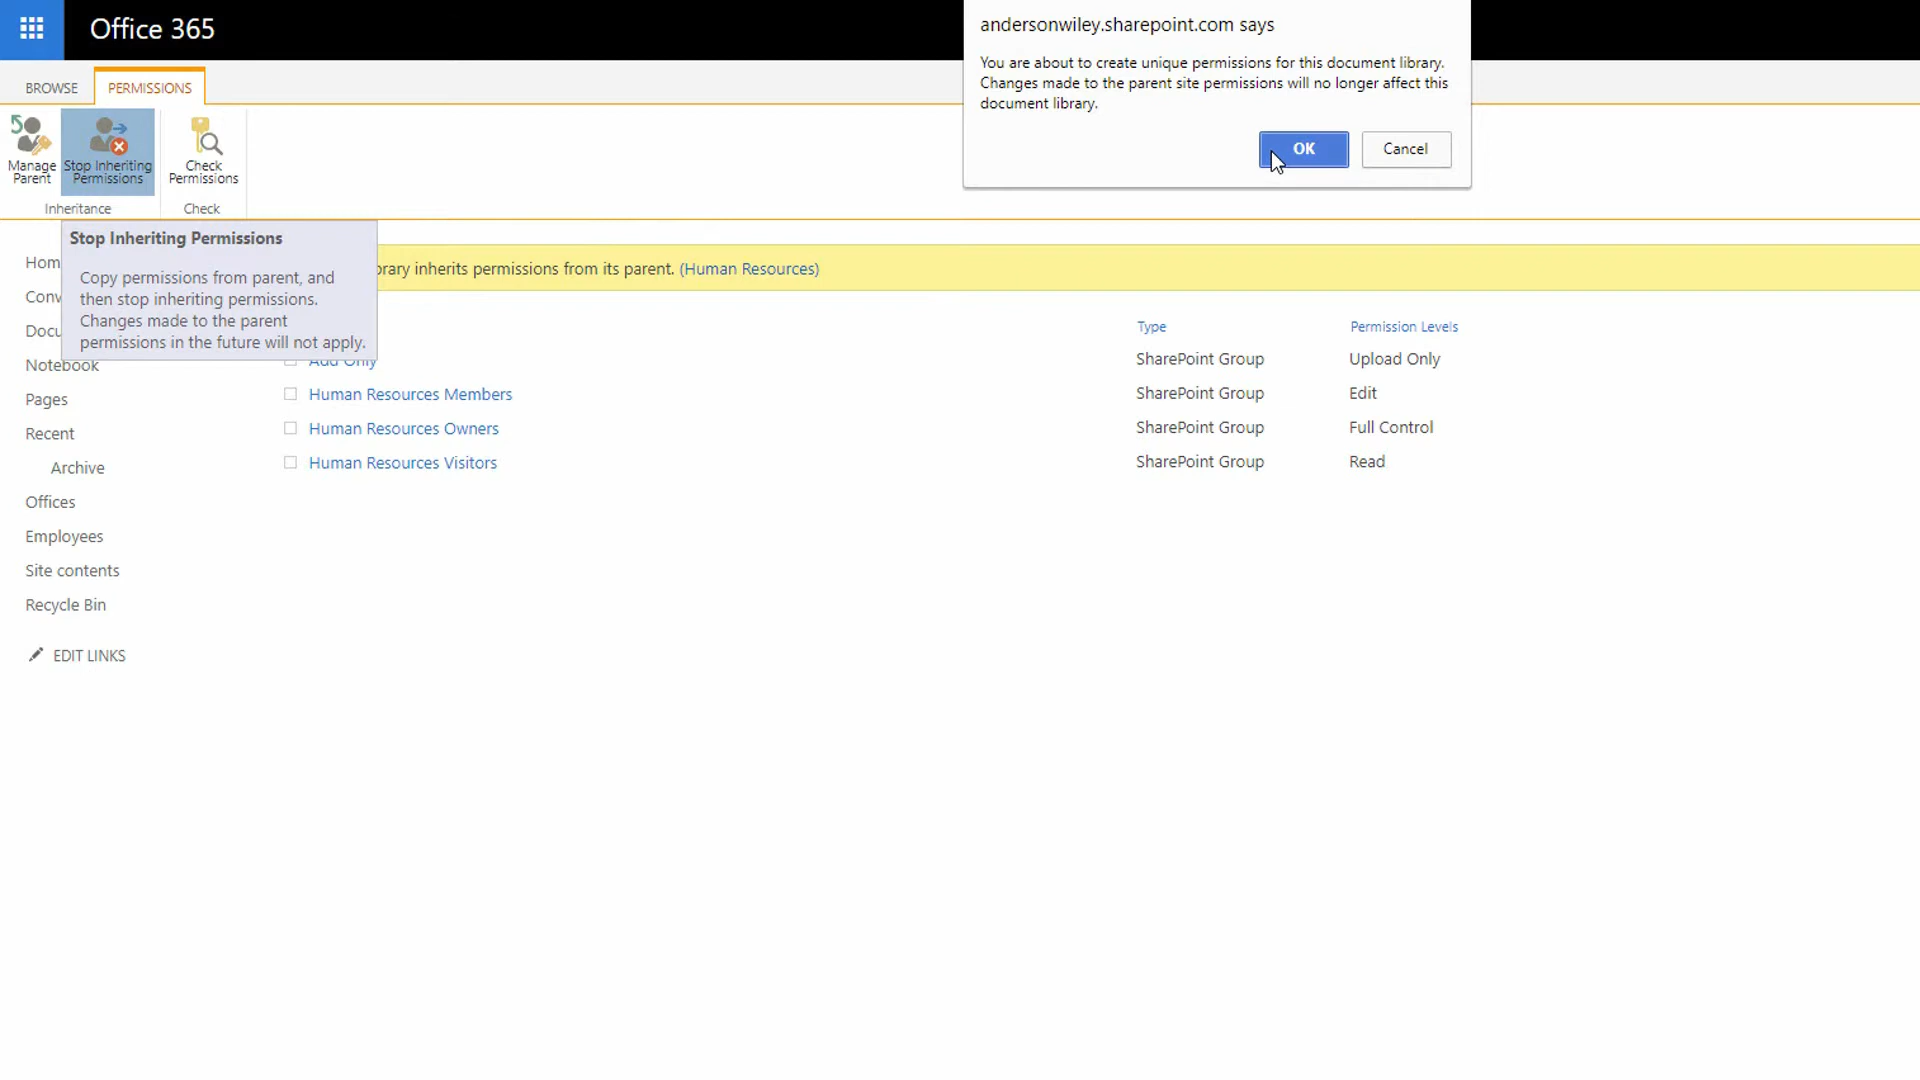 Office 365
andersonwiley.sharepoint.com says
You are about to create unique permissions for this document library.
Changes made to the parent site permissions will no longer affect this
document library.
OK
Cancel
BROWSE
PERMISSIONS
Manage
Parent
Stop Inheriting
Permissions
Check
Permissions
Inheritance
Check
Stop Inheriting Permissions
Copy permissions from parent, and
then stop inheriting permissions.
Changes made to the parent
permissions in the future will not apply.
inherits permissions from its parent. (Human Resources)
Type
Permission Levels
Add Only
SharePoint Group
Upload Only
Human Resources Members
SharePoint Group
Edit
Human Resources Owners
SharePoint Group
Full Control
Human Resources Visitors
SharePoint Group
Read
Notebook
Pages
Recent
Archive
Offices
Employees
Site contents
Recycle Bin
EDIT LINKS